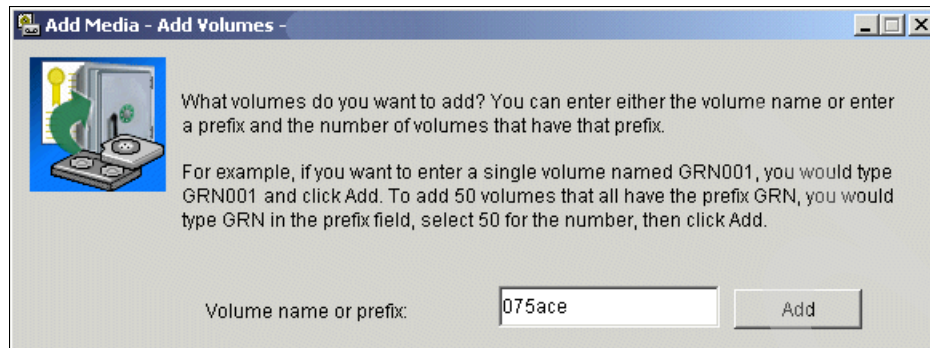 Add Media - Add Volumes -
What volumes do you want to add? You can enter either the volume name or enter
a prefix and the number of volumes that have that prefix.
For example, if you want to enter a single volume named GRN001, you would type
GRN001 and click Add. To add 50 volumes that all have the prefix GRN, you would
type GRN in the prefix field, select 50 for the number, then click Add.
Volume name or prefix: 075ace Add